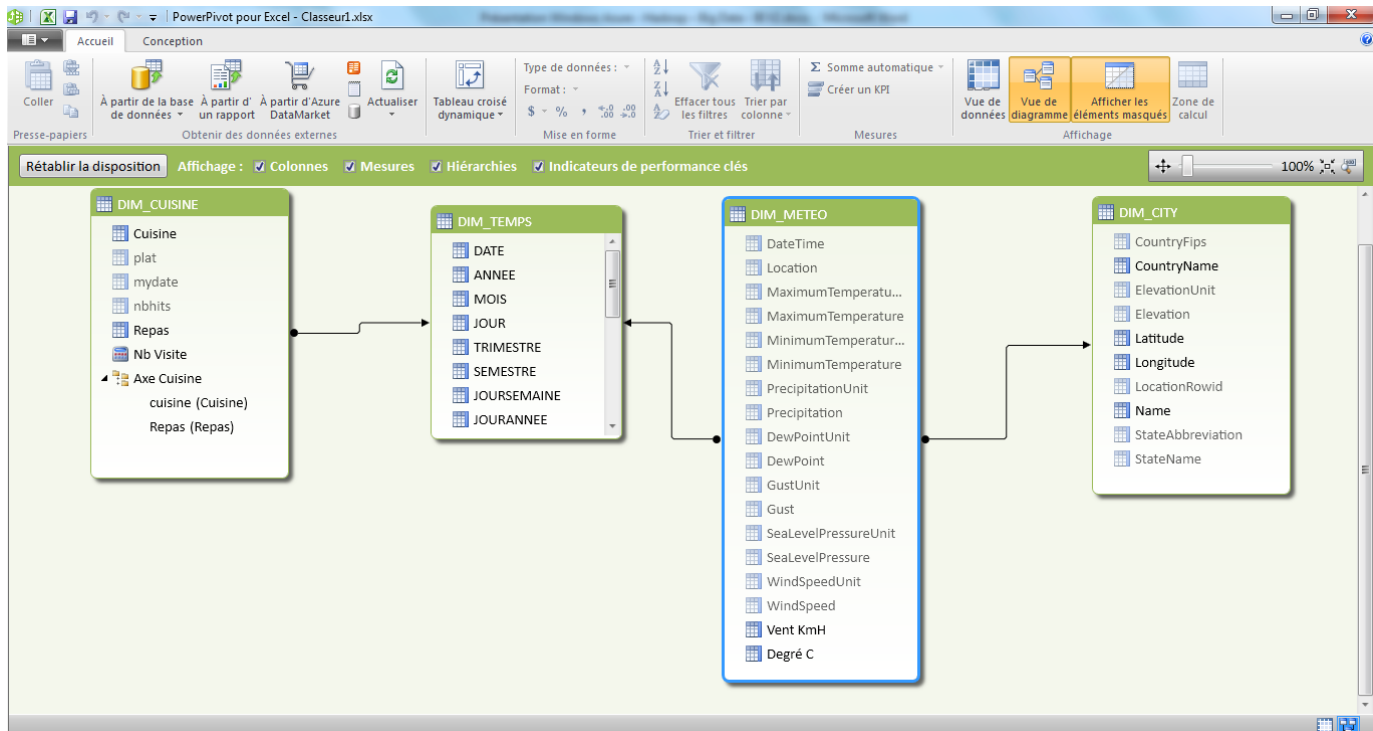 PowerPivot pour Excel - Classeur1.xlsx
Accueil Conception
Coller
À partir de la base de données
À partir d' un rapport
À partir d'Azure DataMarket
Actualiser
Tableau croisé dynamique
Type de données :
Format :
$ % , .00 .00
Effacer tous les filtres
Trier par colonne
Σ Somme automatique
Créer un KPI
Vue de données
Vue de diagramme
Afficher les éléments masqués
Zone de calcul
Presse-papiers
Obtenir des données externes
Mise en forme
Trier et filtrer
Mesures
Affichage
Rétablir la disposition Affichage : Colonnes Mesures Hiérarchies Indicateurs de performance clés 100%
DIM_CUISINE
Cuisine
plat
mydate
nbhits
Repas
Nb Visite
Axe Cuisine
cuisine (Cuisine)
Repas (Repas)
DIM_TEMPS
DATE
ANNEE
MOIS
JOUR
TRIMESTRE
SEMESTRE
JOURSEMAINE
JOURANNEE
DIM_METEO
DateTime
Location
MaximumTemperatu...
MaximumTemperature
MinimumTemperatur...
MinimumTemperature
PrecipitationUnit
Precipitation
DewPointUnit
DewPoint
GustUnit
Gust
SeaLevelPressureUnit
SeaLevelPressure
WindSpeedUnit
WindSpeed
Vent KmH
Degré C
DIM_CITY
CountryFips
CountryName
ElevationUnit
Elevation
Latitude
Longitude
LocationRowid
Name
StateAbbreviation
StateName